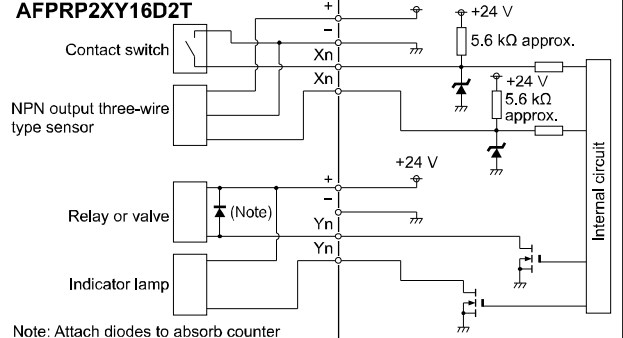 AFPRP2XY16D2T
+
−
Contact switch
Xn
Xn
NPN output three-wire
type sensor
+24 V
5.6 kΩ approx.
+24 V
5.6 kΩ
approx.
Internal circuit
+24 V
+
−
(Note)
Relay or valve
Yn
Yn
Indicator lamp
Note: Attach diodes to absorb counter